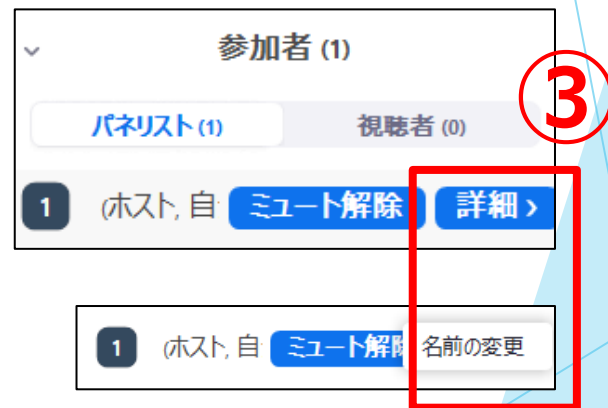 参加者 (1)
③
パネリスト (1) 視聴者 (0)
1 (ホスト, 自 ミュート解除 詳細 >
1 (ホスト, 自 ミュート解除 名前の変更